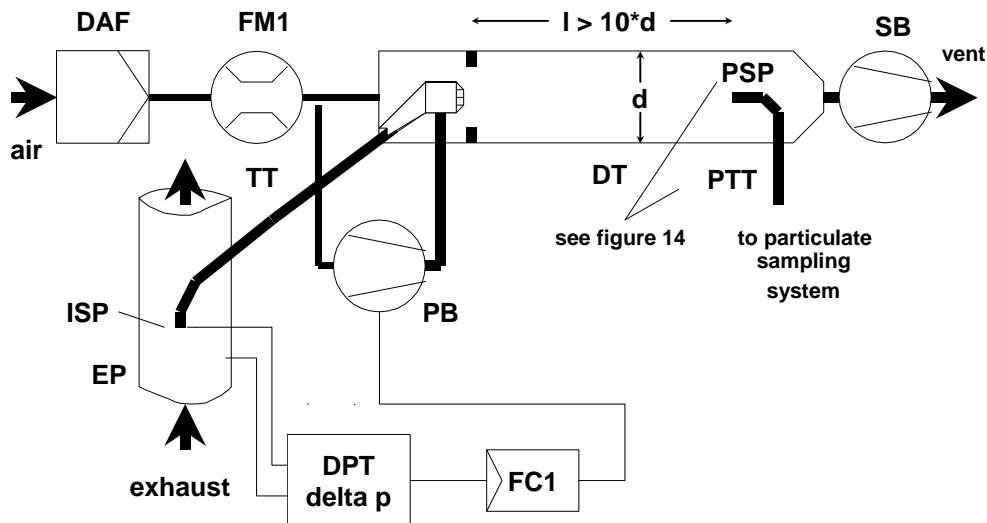 DAF
FM1
l > 10*d
SB
vent
PSP
d
air
TT
DT
PTT
see figure 14
to particulate
sampling
system
ISP
PB
EP
exhaust
DPT
delta p
FC1